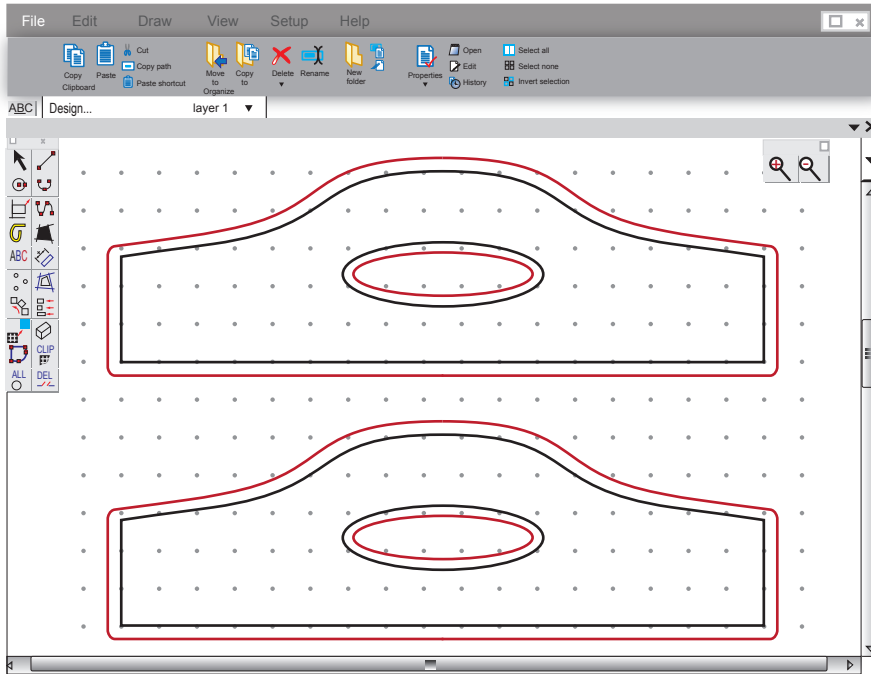 File Edit Draw View Setup Help
Copy
Clipboard
Paste
Cut
Copy path
Paste shortcut
Move
to
Organize
Copy
to
Delete
Rename
New
folder
Properties
Open
Edit
History
Select all
Select none
Invert selection
ABC Design... layer 1
ABC
CLIP
ALL
DEL